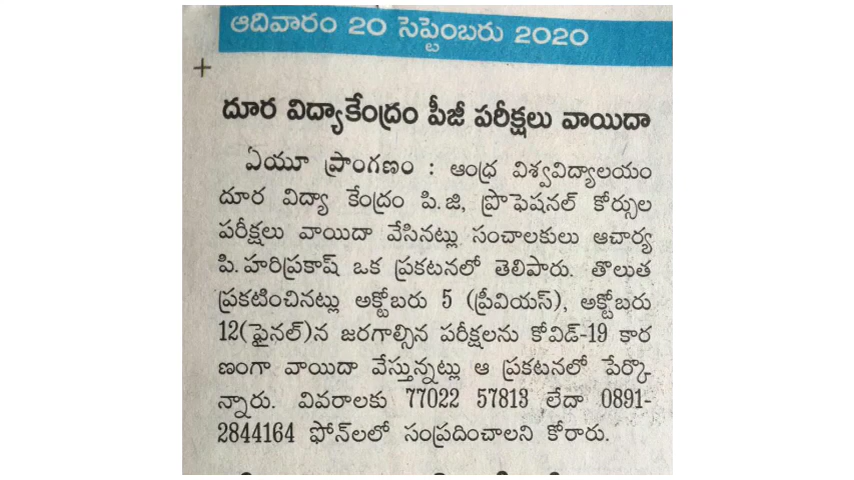 ఆదివారం 20 సెప్టెంబరు 2020
దూర విద్యాకేంద్రం పీజీ పరీక్షలు వాయిదా
ఏయూ ప్రాంగణం : ఆంధ్ర విశ్వవిద్యాలయం
దూర విద్యా కేంద్రం పి.జి, ప్రొఫెషనల్ కోర్సుల
పరీక్షలు వాయిదా వేసినట్లు సంచాలకులు ఆచార్య
పి.హరిప్రకాష్ ఒక ప్రకటనలో తెలిపారు. తొలుత
ప్రకటించినట్లు అక్టోబరు 5 (ప్రీవియస్), అక్టోబరు
12(ఫైనల్)న జరగాల్సిన పరీక్షలను కోవిడ్-19 కార
ణంగా వాయిదా వేస్తున్నట్లు ఆ ప్రకటనలో పేర్కొ
న్నారు. వివరాలకు 77022 57813 లేదా 0891-
2844164 ఫోన్‌లలో సంప్రదించాలని కోరారు.